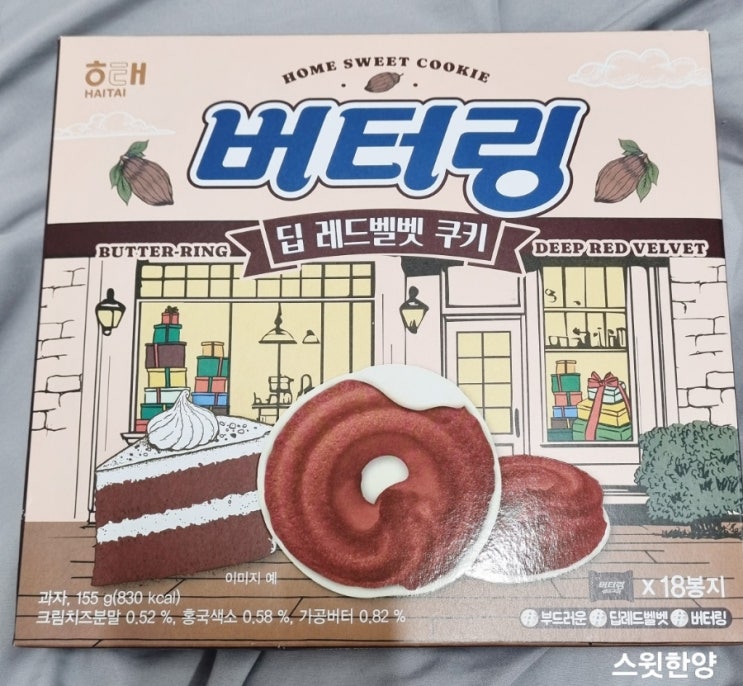 해태
HAITAI
HOME SWEET COOKIE
버터링
딥 레드벨벳 쿠키
BUTTER-RING
DEEP RED VELVET
이미지 예
버터링
X 18봉지
과자, 155 g(830 kcal)
크림치즈분말 0.52 %, 홍국색소 0.58 %, 가공버터 0.82 %
# 부드러운 # 딥레드벨벳 # 버터링
스윗한양